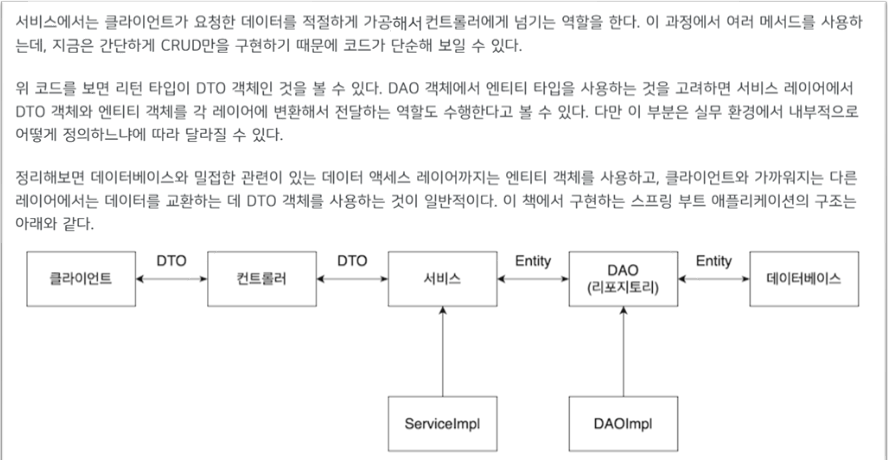 서비스에서는 클라이언트가 요청한 데이터를 적절하게 가공해서 컨트롤러에게 넘기는 역할을 한다. 이 과정에서 여러 메서드를 사용하
는데, 지금은 간단하게 CRUD만을 구현하기 때문에 코드가 단순해 보일 수 있다.
위 코드를 보면 리턴 타입이 DTO 객체인 것을 볼 수 있다. DAO 객체에서 엔티티 타입을 사용하는 것을 고려하면 서비스 레이어에서
DTO 객체와 엔티티 객체를 각 레이어에 변환해서 전달하는 역할도 수행한다고 볼 수 있다. 다만 이 부분은 실무 환경에서 내부적으로
어떻게 정의하느냐에 따라 달라질 수 있다.
정리해보면 데이터베이스와 밀접한 관련이 있는 데이터 액세스 레이어까지는 엔티티 객체를 사용하고, 클라이언트와 가까워지는 다른
레이어에서는 데이터를 교환하는 데 DTO 객체를 사용하는 것이 일반적이다. 이 책에서 구현하는 스프링 부트 애플리케이션의 구조는
아래와 같다.
클라이언트 DTO 컨트롤러 DTO 서비스 Entity DAO Entity 데이터베이스
(리포지토리)
ServiceImpl DAOImpl